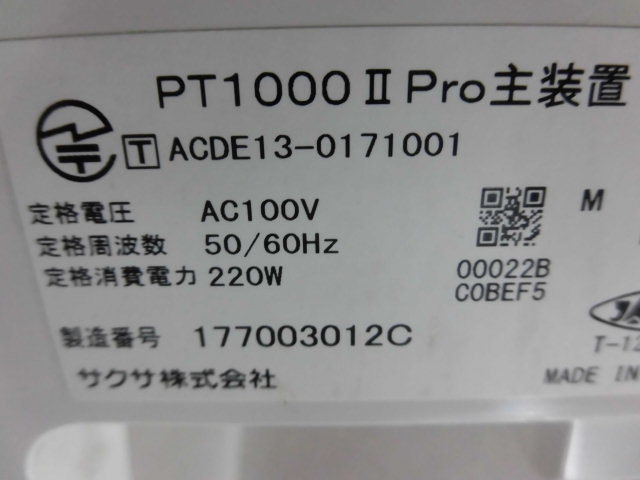 PT1000ⅡPro主装置
T ACDE13-0171001
定格電圧 AC100V
定格周波数 50/60Hz
定格消費電力 220W
M
00022B
C0BEF5
製造番号 177003012C
サクサ株式会社
T-12
MADE IN